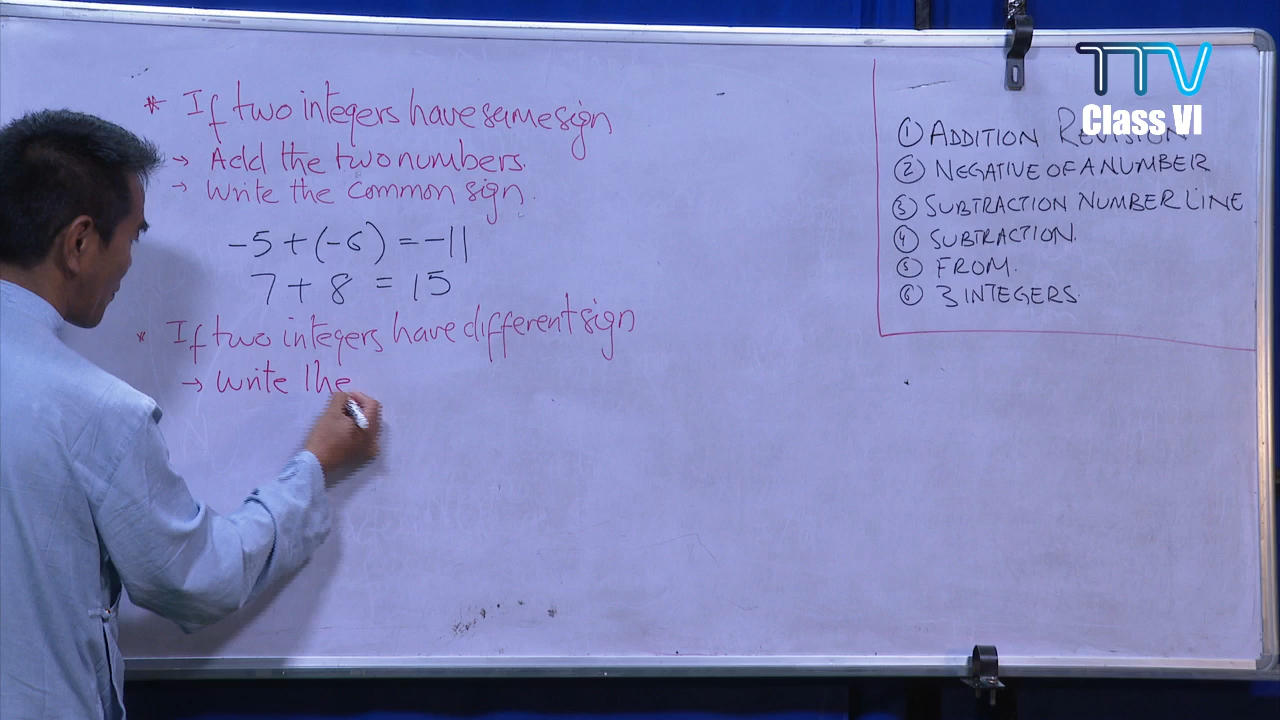 * If two integers have same sign
→ Add the two numbers.
→ Write the common sign.
-5 + (-6) = -11
7 + 8 = 15
* If two integers have different sign
→ Write the
TTV
Class VI
① ADDITION REVISION
② NEGATIVE OF A NUMBER
③ SUBTRACTION NUMBER LINE
④ SUBTRACTION.
⑤ FROM.
⑥ 3 INTEGERS